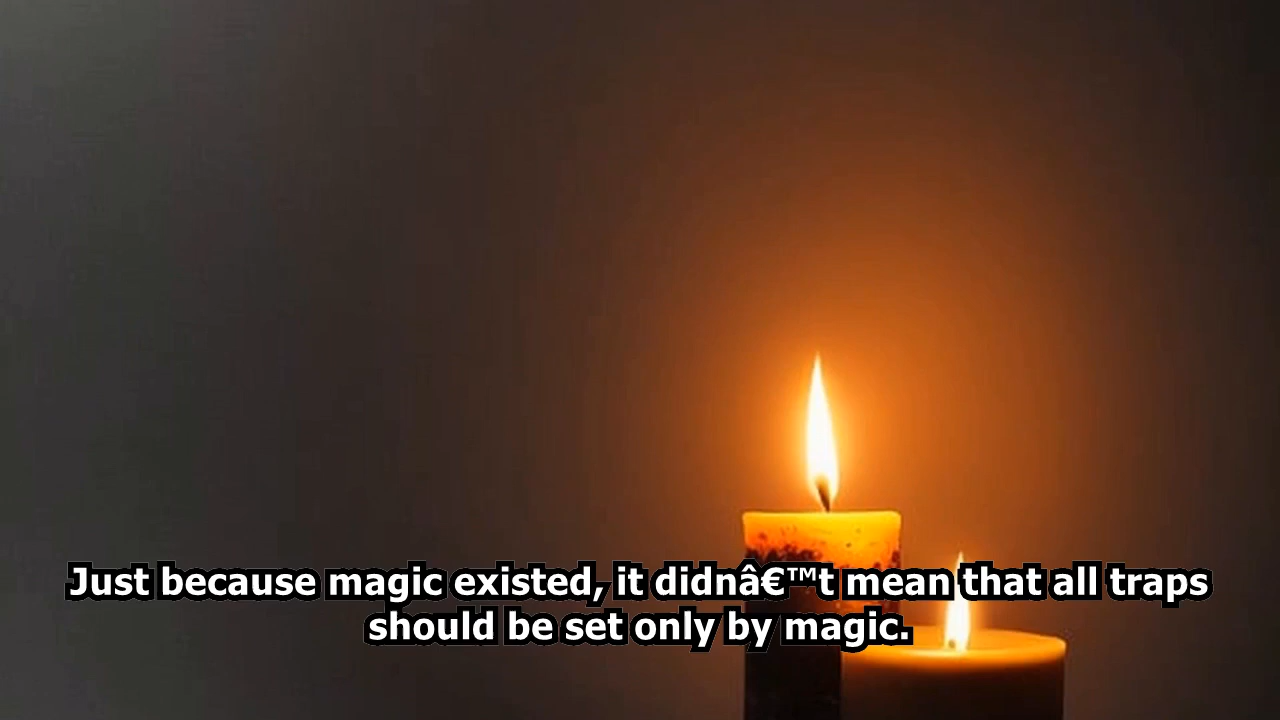 Just because magic existed, it didnâ€™t mean that all traps
should be set only by magic.